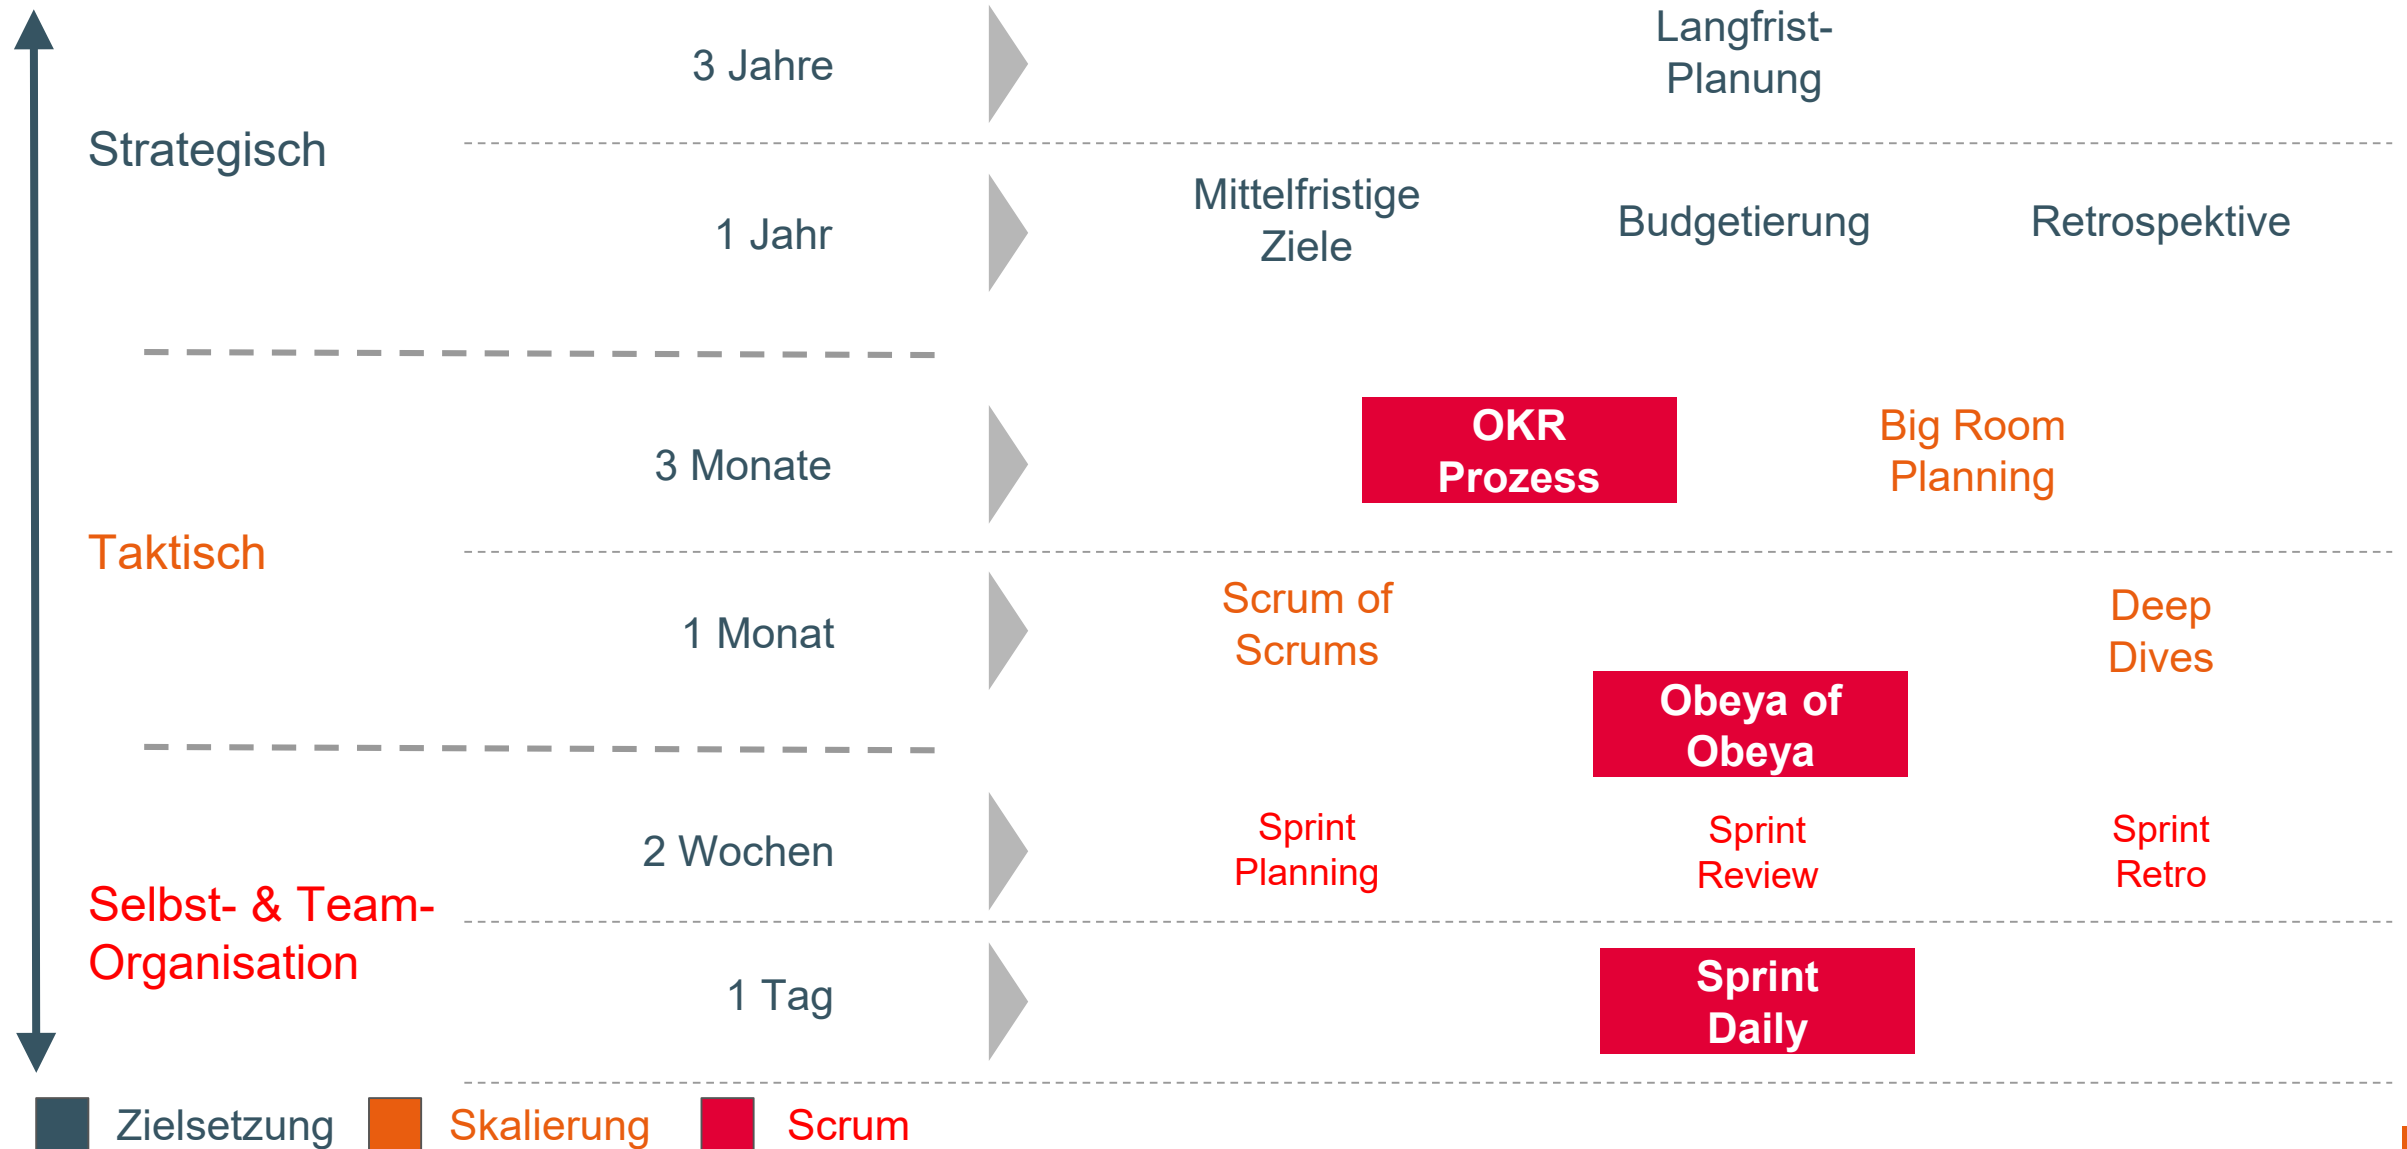 Langfrist-
Planung
3 Jahre
Strategisch
Mittelfristige
Ziele
1 Jahr
Budgetierung
Retrospektive
OKR
Prozess
Big Room
Planning
3 Monate
Taktisch
Scrum of
Scrums
1 Monat
Deep
Dives
Obeya of
Obeya
2 Wochen
Sprint
Planning
Sprint
Review
Sprint
Retro
Selbst- & Team-
Organisation
1 Tag
Sprint
Daily
Zielsetzung
Skalierung
Scrum